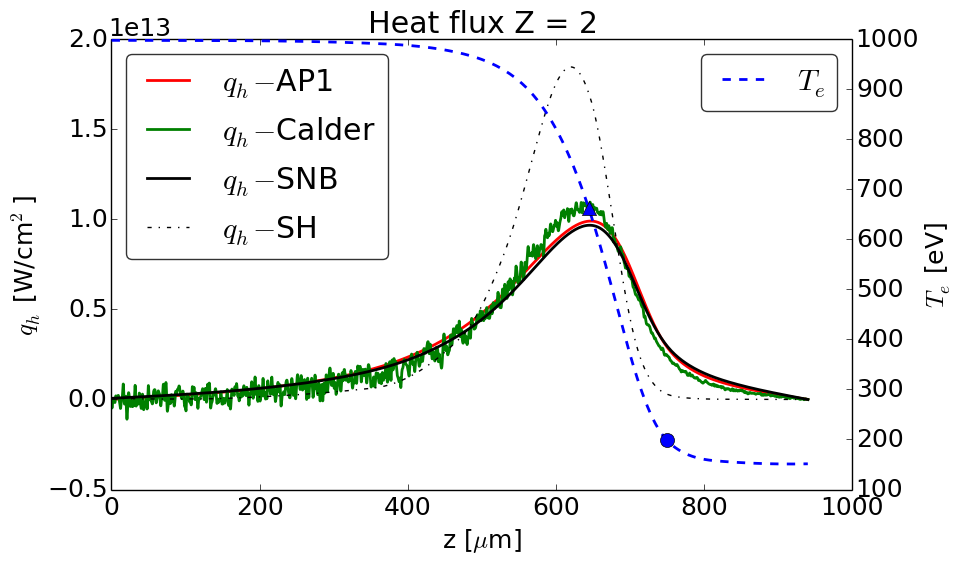 Heat flux Z = 2
1e13
2.0
1.5
1.0
0.5
0.0
−0.5
q_h [W/cm²]
q_h −AP1
q_h −Calder
q_h −SNB
q_h −SH
T_e
1000
900
800
700
600
500
400
300
200
100
T_e [eV]
0 200 400 600 800 1000
z [μm]